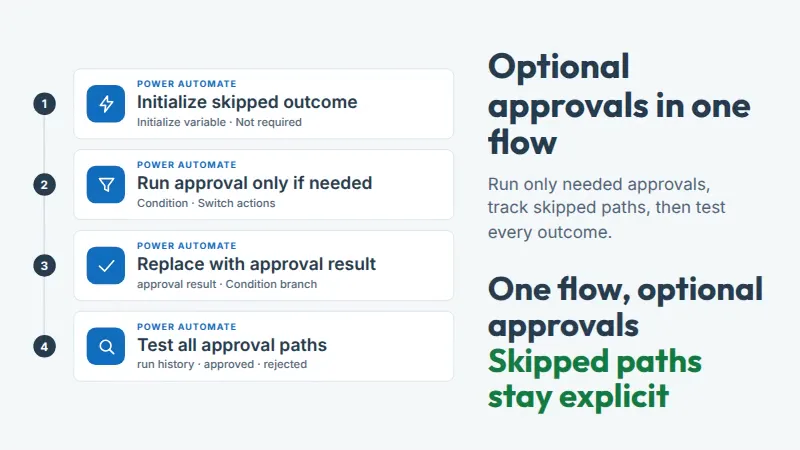 1
POWER AUTOMATE
Initialize skipped outcome
Initialize variable · Not required
2
POWER AUTOMATE
Run approval only if needed
Condition · Switch actions
3
POWER AUTOMATE
Replace with approval result
approval result · Condition branch
4
POWER AUTOMATE
Test all approval paths
run history · approved · rejected
Optional
approvals in one
flow
Run only needed approvals,
track skipped paths, then test
every outcome.
One flow, optional
approvals
Skipped paths
stay explicit